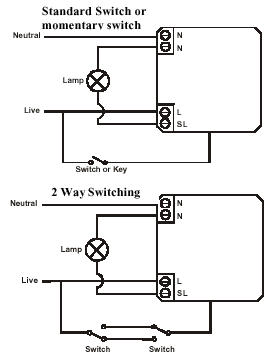 Standard Switch or
momentary switch
Neutral
N
N
Lamp
Live
L
SL
Switch or Key
2 Way Switching
Neutral
N
N
Lamp
Live
L
SL
Switch
Switch